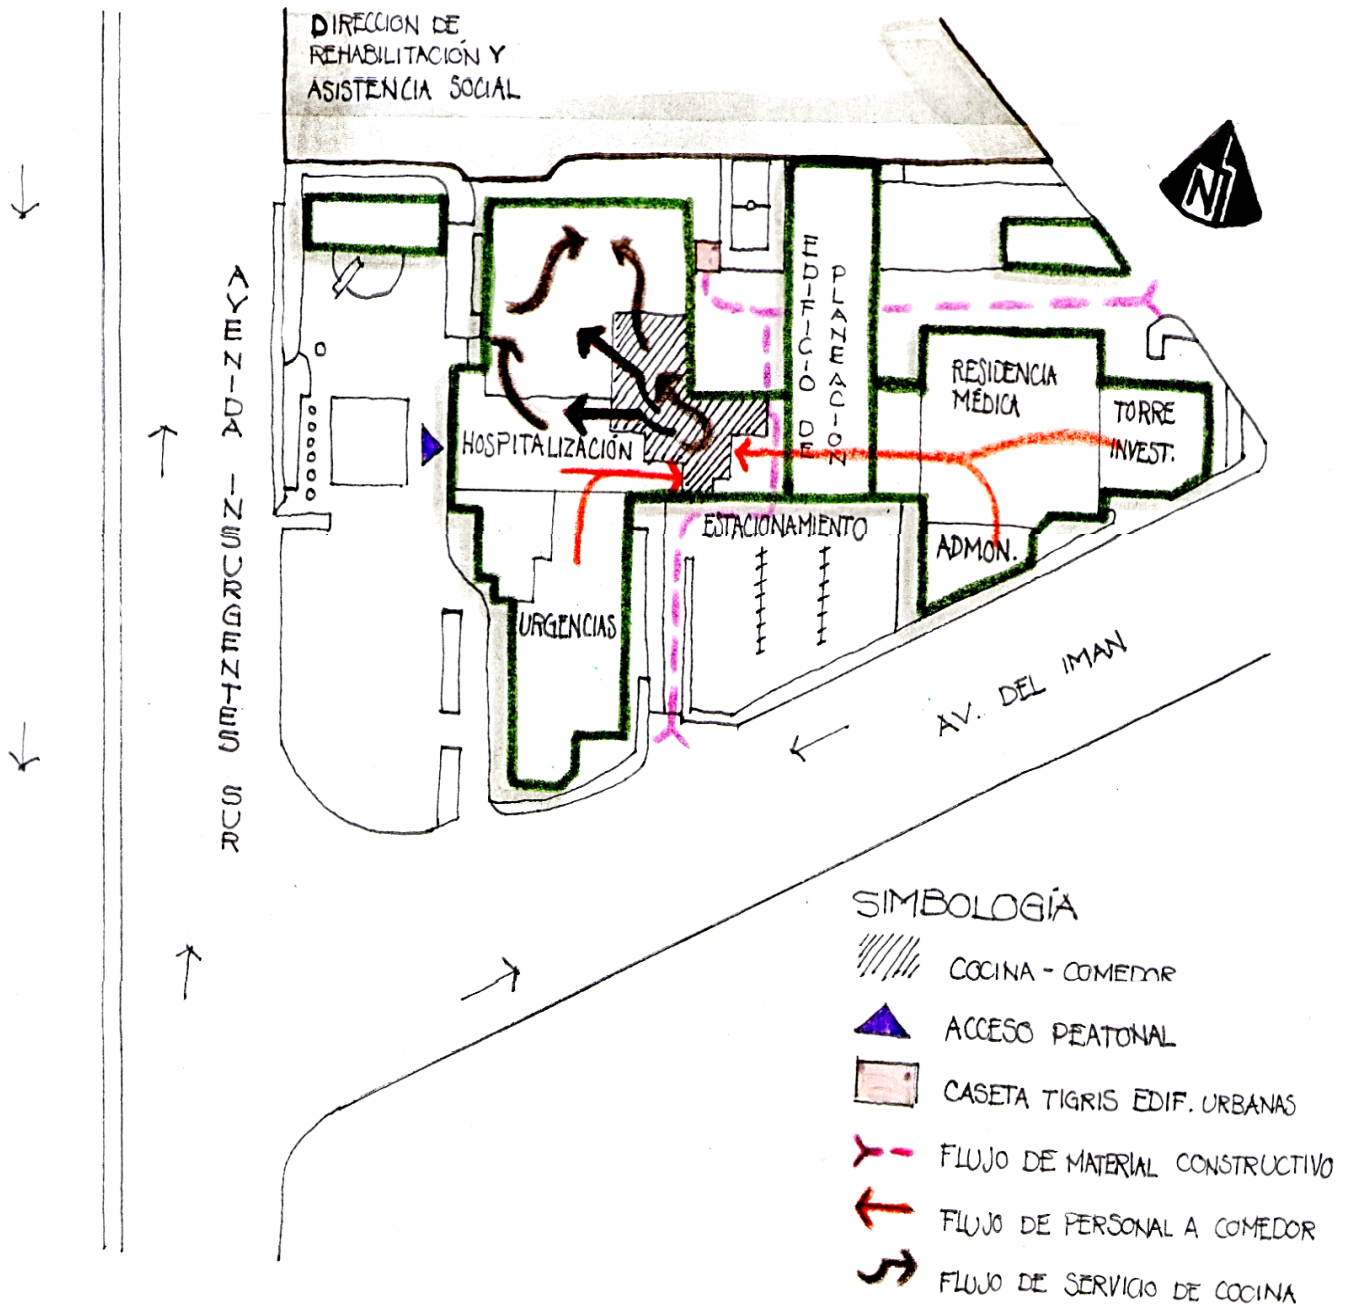 DIRECCION DE
REHABILITACIÓN Y
ASISTENCIA SOCIAL
N
AVENIDA INSURGENTES SUR
EDIFICIO DE
PLANEACION
RESIDENCIA
MÉDICA
TORRE
INVEST.
HOSPITALIZACIÓN
ESTACIONAMIENTO
ADMON.
URGENCIAS
AV. DEL IMAN
SIMBOLOGÍA
COCINA - COMEDOR
ACCESO PEATONAL
CASETA TIGRIS EDIF. URBANAS
FLUJO DE MATERIAL CONSTRUCTIVO
FLUJO DE PERSONAL A COMEDOR
FLUJO DE SERVICIO DE COCINA